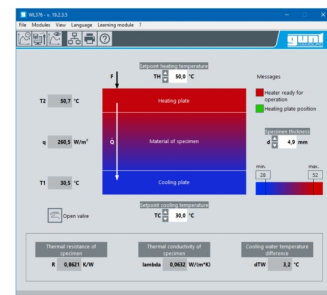 WL376 - v. 19.2.3.5
File Modules View Language Learning module ?
gunt
Setpoint heating temperature
F TH 50,0 °C Messages
T2 50,7 °C Heating plate Heater ready for operation
Heating plate position
q 260,5 W/m² Q Material of specimen Specimen thickness
d 4,9 mm
min. max.
T1 30,5 °C Cooling plate 28 52
Setpoint cooling temperature
Open valve TC 30,0 °C
Thermal resistance of specimen
R 0,0621 K/W
Thermal conductivity of specimen
lambda 0,0632 W/(m*K)
Cooling water temperature difference
dTW 3,2 °C